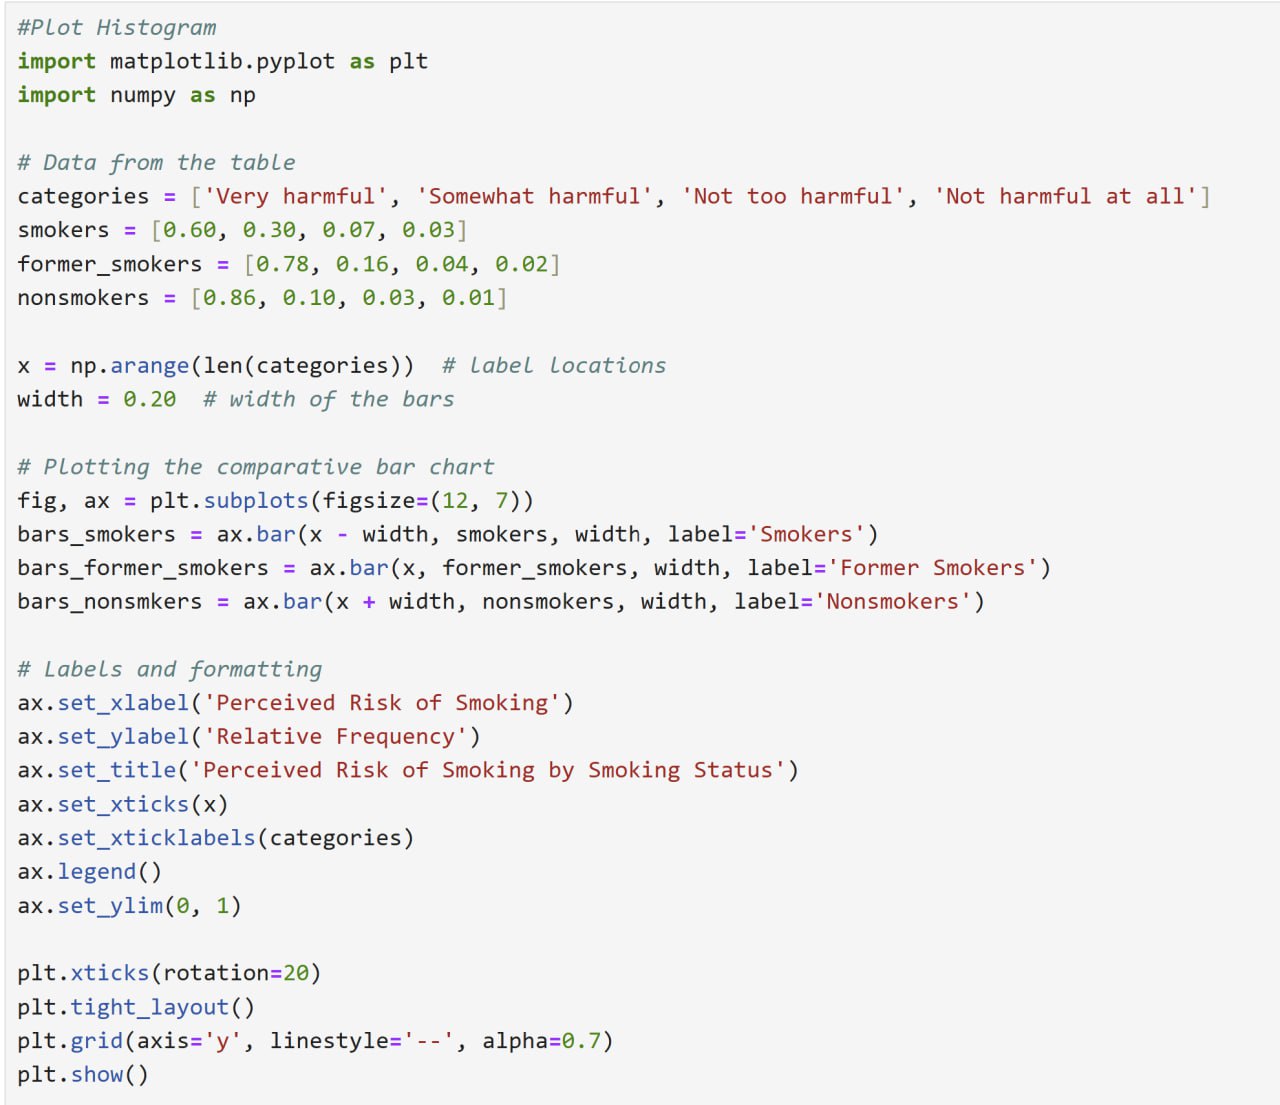 #Plot Histogram
import matplotlib.pyplot as plt
import numpy as np

# Data from the table
categories = ['Very harmful', 'Somewhat harmful', 'Not too harmful', 'Not harmful at all']
smokers = [0.60, 0.30, 0.07, 0.03]
former_smokers = [0.78, 0.16, 0.04, 0.02]
nonsmokers = [0.86, 0.10, 0.03, 0.01]

x = np.arange(len(categories))  # label locations
width = 0.20  # width of the bars

# Plotting the comparative bar chart
fig, ax = plt.subplots(figsize=(12, 7))
bars_smokers = ax.bar(x - width, smokers, width, label='Smokers')
bars_former_smokers = ax.bar(x, former_smokers, width, label='Former Smokers')
bars_nonsmkers = ax.bar(x + width, nonsmokers, width, label='Nonsmokers')

# Labels and formatting
ax.set_xlabel('Perceived Risk of Smoking')
ax.set_ylabel('Relative Frequency')
ax.set_title('Perceived Risk of Smoking by Smoking Status')
ax.set_xticks(x)
ax.set_xticklabels(categories)
ax.legend()
ax.set_ylim(0, 1)

plt.xticks(rotation=20)
plt.tight_layout()
plt.grid(axis='y', linestyle='--', alpha=0.7)
plt.show()